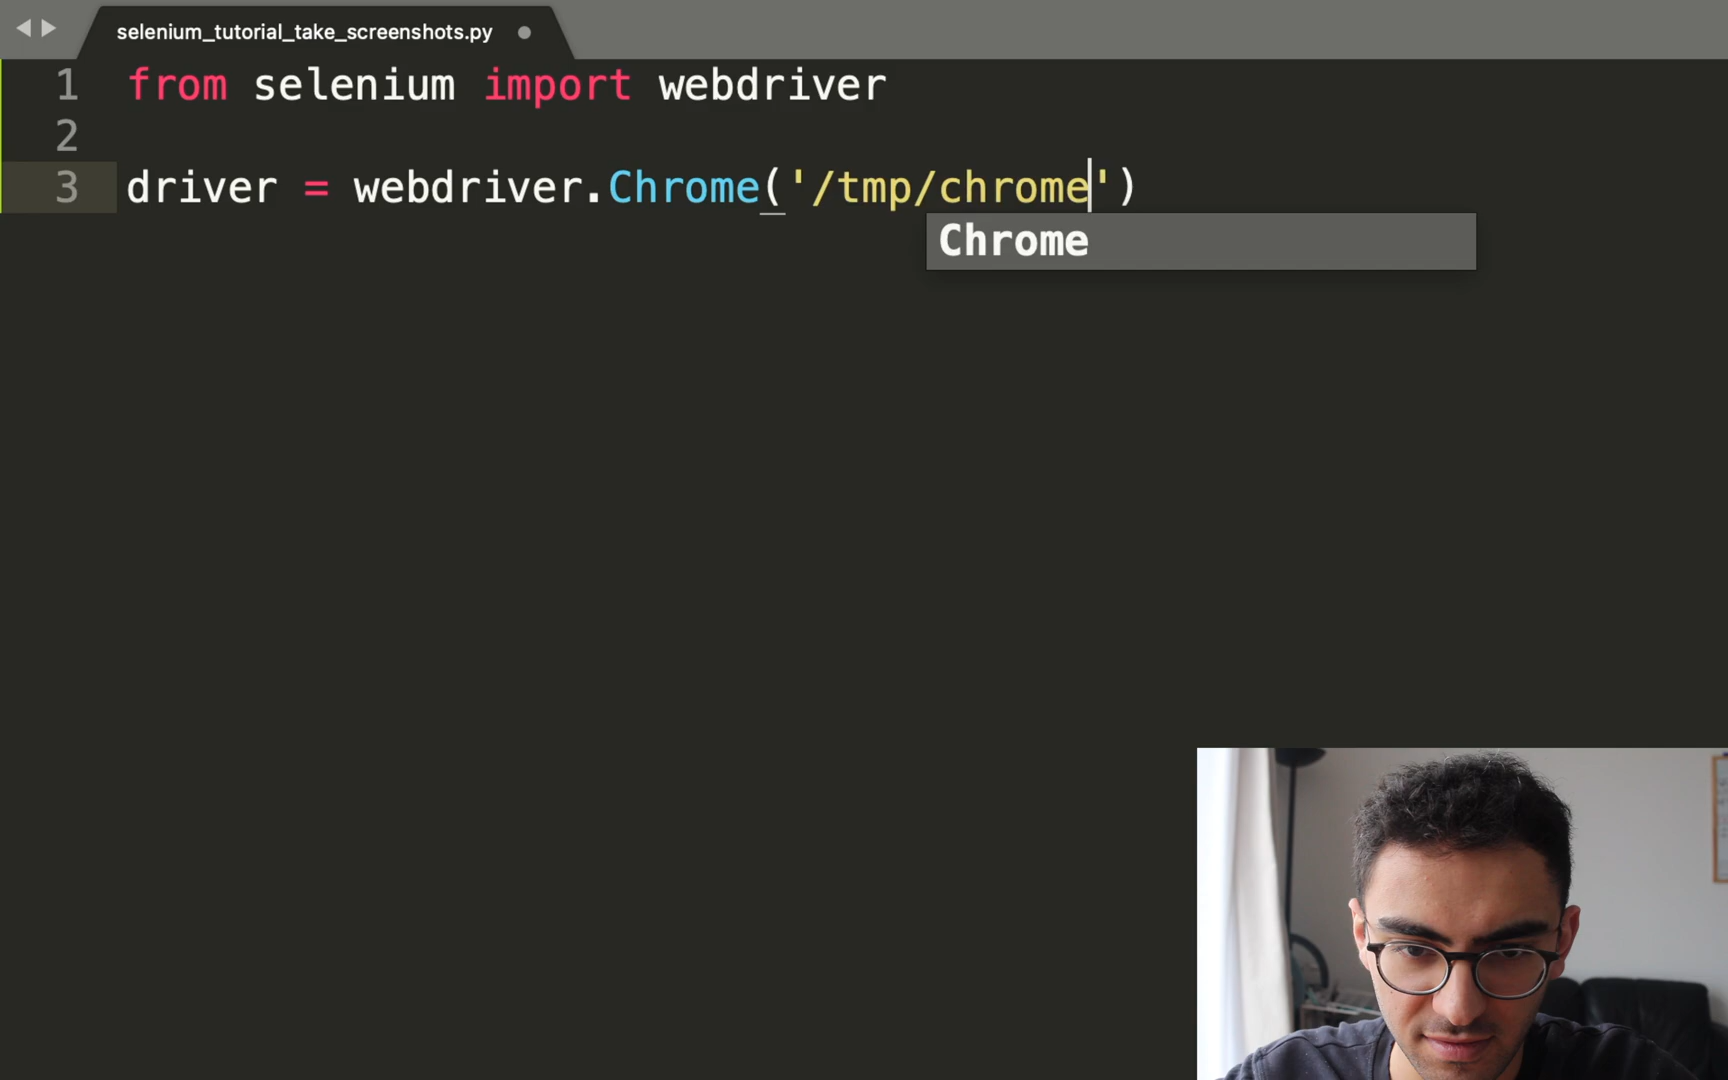 selenium_tutorial_take_screenshots.py
1 from selenium import webdriver
2
3 driver = webdriver.Chrome('/tmp/chrome')
Chrome